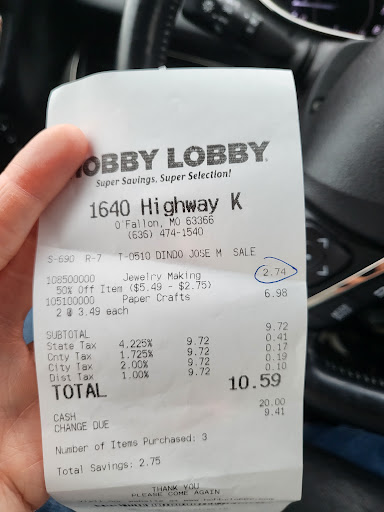 HOBBY LOBBY
Super Savings, Super Selection!
1640 Highway K
O'Fallon, MO 63366
(636) 474-1540
S-690 R-7 T-0510 DINDO JOSE M SALE
108500000 Jewelry Making 2.74
50% Off Item ($5.49 - $2.75)
105100000 Paper Crafts 6.98
2 @ 3.49 each
SUBTOTAL 9.72
State Tax 4.225% 9.72 0.41
Cnty Tax 1.725% 9.72 0.17
City Tax 2.00% 9.72 0.19
Dist Tax 1.00% 9.72 0.10
TOTAL 10.59
CASH 20.00
CHANGE DUE 9.41
Number of Items Purchased: 3
Total Savings: 2.75
THANK YOU
PLEASE COME AGAIN